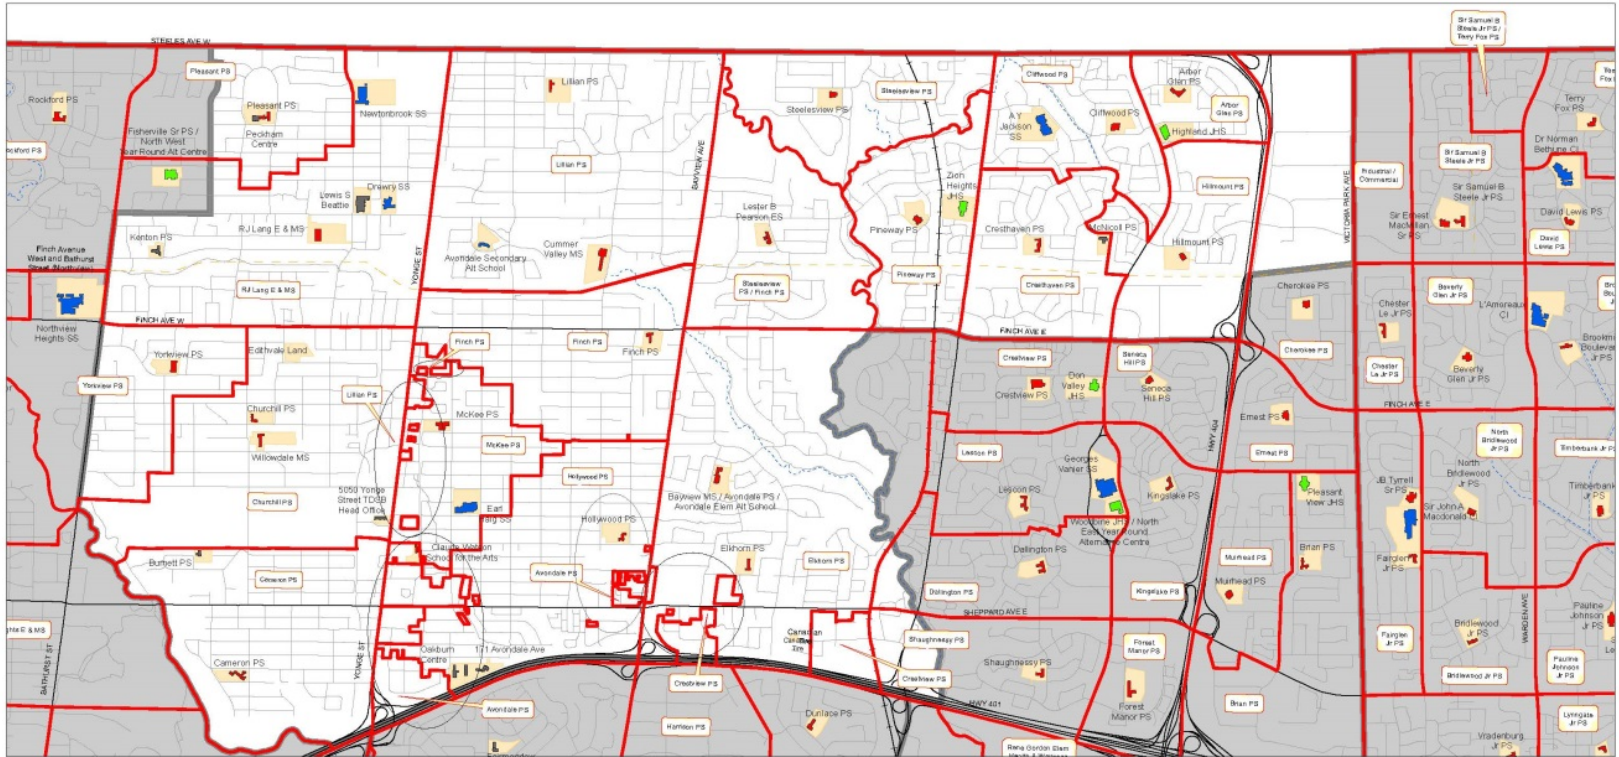 Sir Samuel B
Steele Jr PS /
Terry Fox PS
STEELES AVE W
Pleasant PS
Rockford PS
Pleasant PS
Peckham
Centre
Newtonbrook SS
Fisherville Sr PS /
North West
Year Round Alt Centre
Lillian PS
Lillian PS
Lewis S
Beattie
Drewry SS
RJ Lang E & MS
Kenton PS
Finch Avenue
West and Bathurst
Street (Northview)
RJ Lang E & MS
Northview
Heights SS
FINCH AVE W
YONGE ST
Avondale Secondary
Alt School
Cummer
Valley MS
BAYVIEW AVE
Steelesview PS
Steelesview PS
Lester B
Pearson ES
Pineway PS
Zion
Heights
JHS
Steelesview
PS / Finch PS
Pineway PS
Cliffwood PS
A Y
Jackson
SS
Cliffwood PS
Arbor
Glen PS
Arbor
Glen PS
Highland JHS
Hillmount PS
Cresthaven PS
McNicoll PS
Hillmount PS
Cresthaven PS
FINCH AVE E
VICTORIA PARK AVE
Industrial /
Commercial
Sir Samuel B
Steele Jr PS
Sir Samuel B
Steele Jr PS
Sir Ernest
MacMillan
Sr PS
Terry
Fox PS
Dr Norman
Bethune CI
David Lewis PS
David
Lewis PS
Cherokee PS
Cherokee PS
Chester
Le Jr PS
Chester
Le Jr PS
Beverly
Glen Jr PS
Beverly
Glen Jr PS
L'Amoreaux
CI
FINCH AVE E
Yorkview PS
Yorkview PS
Edithvale Land
Finch PS
Finch PS
Finch PS
Lillian PS
Churchill PS
Willowdale MS
Churchill PS
McKee PS
McKee PS
Hollywood PS
Hollywood PS
5050 Yonge
Street TDSB
Head Office
Earl
Haig SS
Claude Watson
School for the Arts
Burnett PS
Cameron PS
Cameron PS
Bayview MS / Avondale PS /
Avondale Elem Alt School
Elkhorn PS
Elkhorn PS
Avondale PS
Crestview PS
Crestview PS
Don
Valley
JHS
Seneca
Hill PS
Seneca
Hill PS
HWY 404
Ernest PS
Ernest PS
Lescon PS
Lescon PS
Georges
Vanier SS
Kingslake PS
Woodbine JHS / North
East Year Round
Alternative Centre
Pleasant
View JHS
Dallington PS
Dallington PS
Kingslake PS
Muirhead PS
Muirhead PS
Brian PS
Brian PS
JB Tyrrell
Sr PS
Sir John A
Macdonald CI
North
Bridlewood
Jr PS
North
Bridlewood
Jr PS
Fairglen
Jr PS
Fairglen
Jr PS
Bridlewood
Jr PS
Bridlewood Jr PS
WARDEN AVE
Pauline
Johnson
Jr PS
SHEPPARD AVE E
Shaughnessy PS
Shaughnessy PS
Crestview PS
Crestview PS
Forest
Manor PS
Forest
Manor PS
BATHURST ST
YONGE ST
Oakburn
Centre
171 Avondale Ave
Avondale PS
Harrison PS
Dunlace PS
HWY 401
Lynngate
Jr PS
Vradenburg
Jr PS